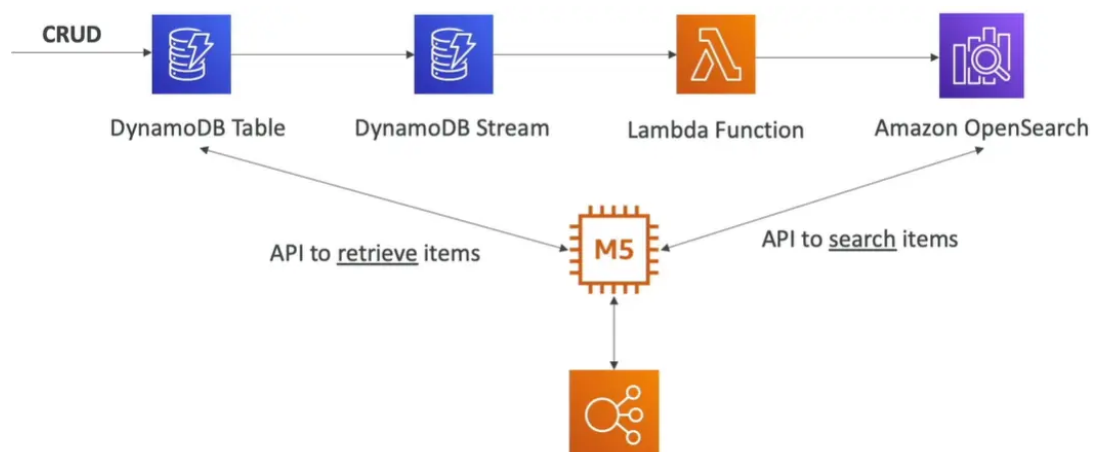 CRUD
DynamoDB Table
DynamoDB Stream
Lambda Function
Amazon OpenSearch
API to retrieve items
M5
API to search items